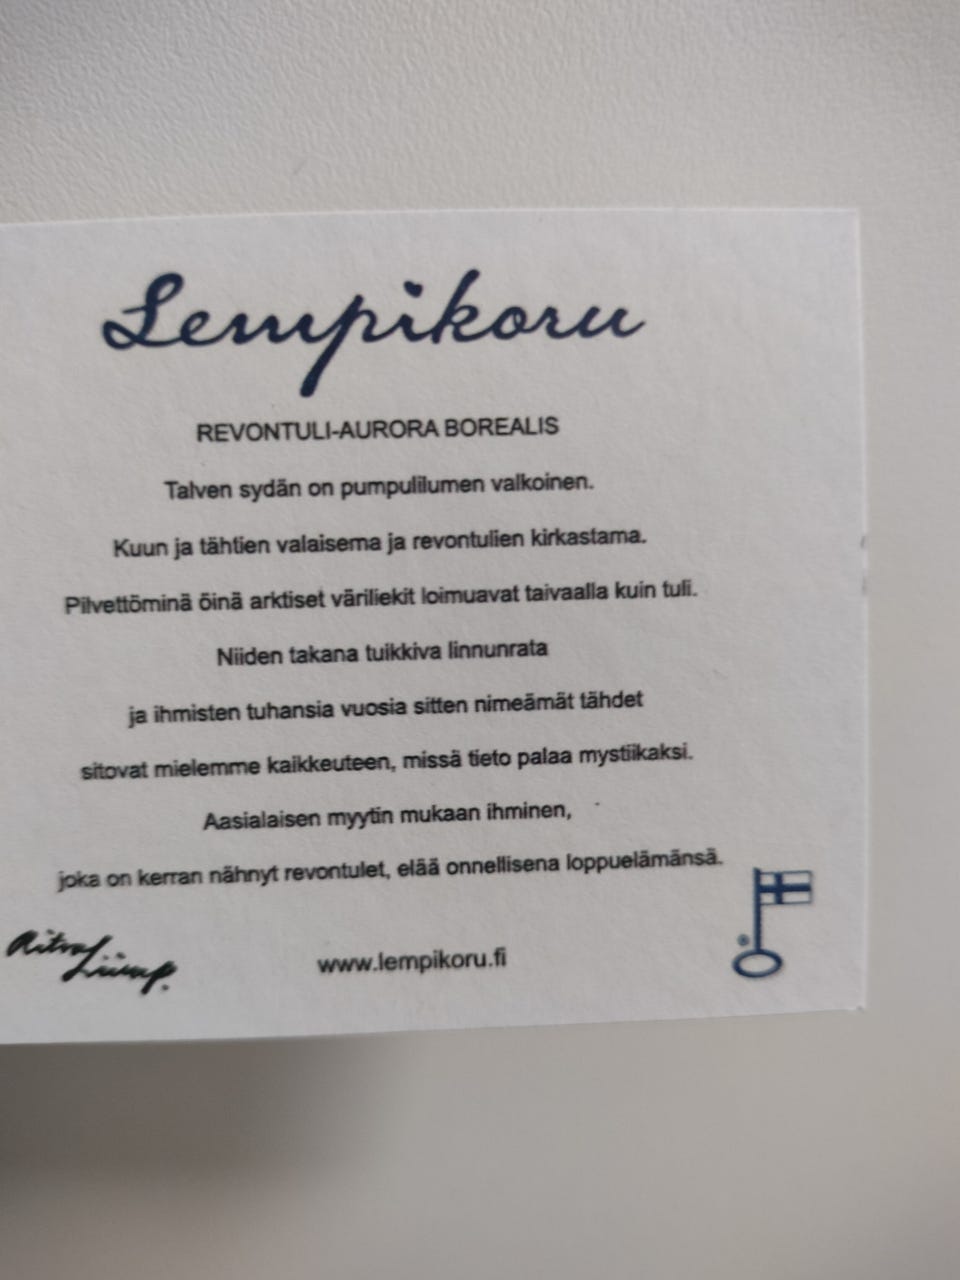 Lempikoru
REVONTULI-AURORA BOREALIS
Talven sydän on pumpulilumen valkoinen.
Kuun ja tähtien valaisema ja revontulien kirkastama.
Pilvettöminä öinä arktiset väriliekit loimuavat taivaalla kuin tuli.
Niiden takana tuikkiva linnunrata
ja ihmisten tuhansia vuosia sitten nimeämät tähdet
sitovat mielemme kaikkeuteen, missä tieto palaa mystiikaksi.
Aasialaisen myytin mukaan ihminen,
joka on kerran nähnyt revontulet, elää onnellisena loppuelämänsä.
Ritva
www.lempikoru.fi